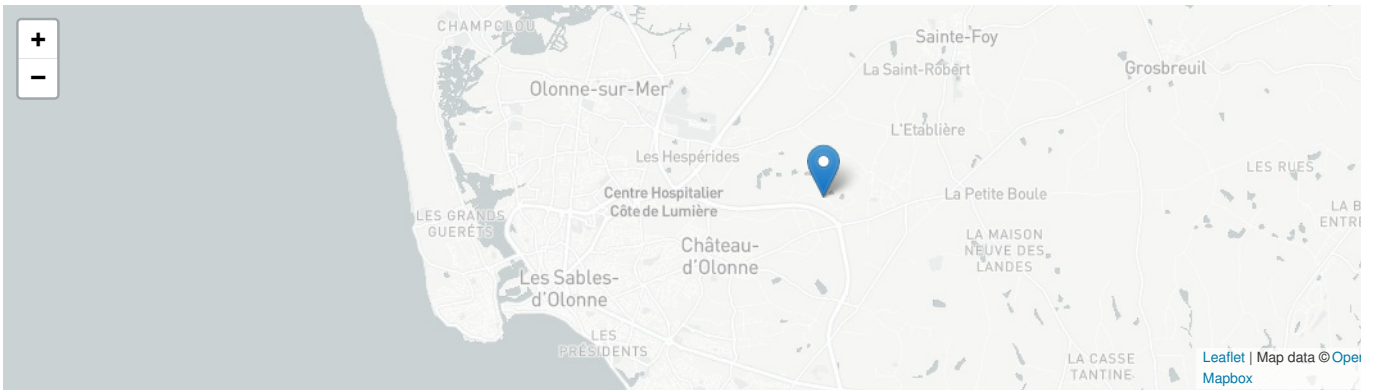 +
−
CHAMPCLOU
Sainte-Foy
La Saint-Robert
Grosbreuil
Olonne-sur-Mer
L'Etablière
Les Hespérides
LES RUES
Centre Hospitalier
Côte de Lumière
La Petite Boule
LES GRANDS
GUERÉTS
LA B
ENTRE
Château-
d'Olonne
LA MAISON
NEUVE DES
LANDES
Les Sables-
d'Olonne
LES
PRÉSIDENTS
LA CASSE
TANTINE
Leaflet | Map data © Oper
Mapbox